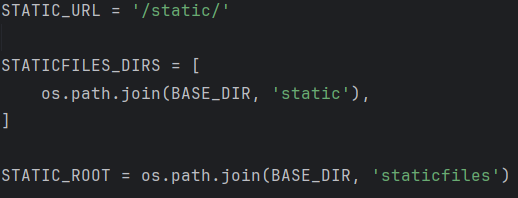 STATIC_URL = '/static/'
STATICFILES_DIRS = [
    os.path.join(BASE_DIR, 'static'),
]
STATIC_ROOT = os.path.join(BASE_DIR, 'staticfiles')